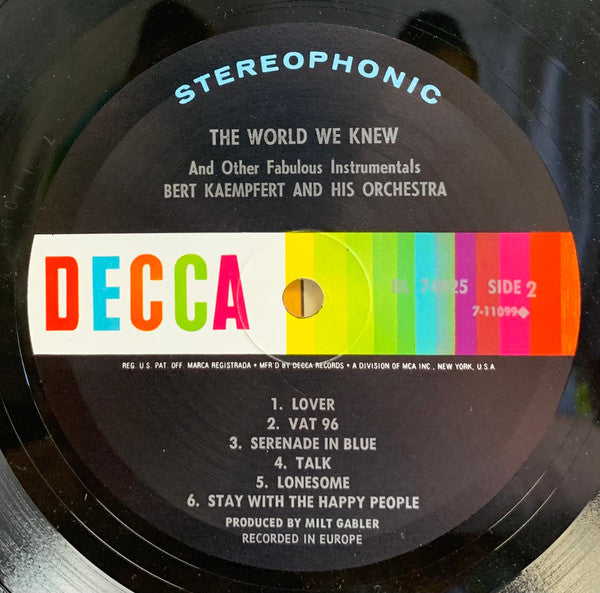 STEREOPHONIC
THE WORLD WE KNEW
And Other Fabulous Instrumentals
BERT KAEMPFERT AND HIS ORCHESTRA
DECCA
DL SIDE 2
7-11099◆
REG. U.S. PAT. OFF. MARCA REGISTRADA • MFR'D BY DECCA RECORDS • A DIVISION OF MCA INC., NEW YORK, U.S.A.
1. LOVER
2. VAT 96
3. SERENADE IN BLUE
4. TALK
5. LONESOME
6. STAY WITH THE HAPPY PEOPLE
PRODUCED BY MILT GABLER
RECORDED IN EUROPE